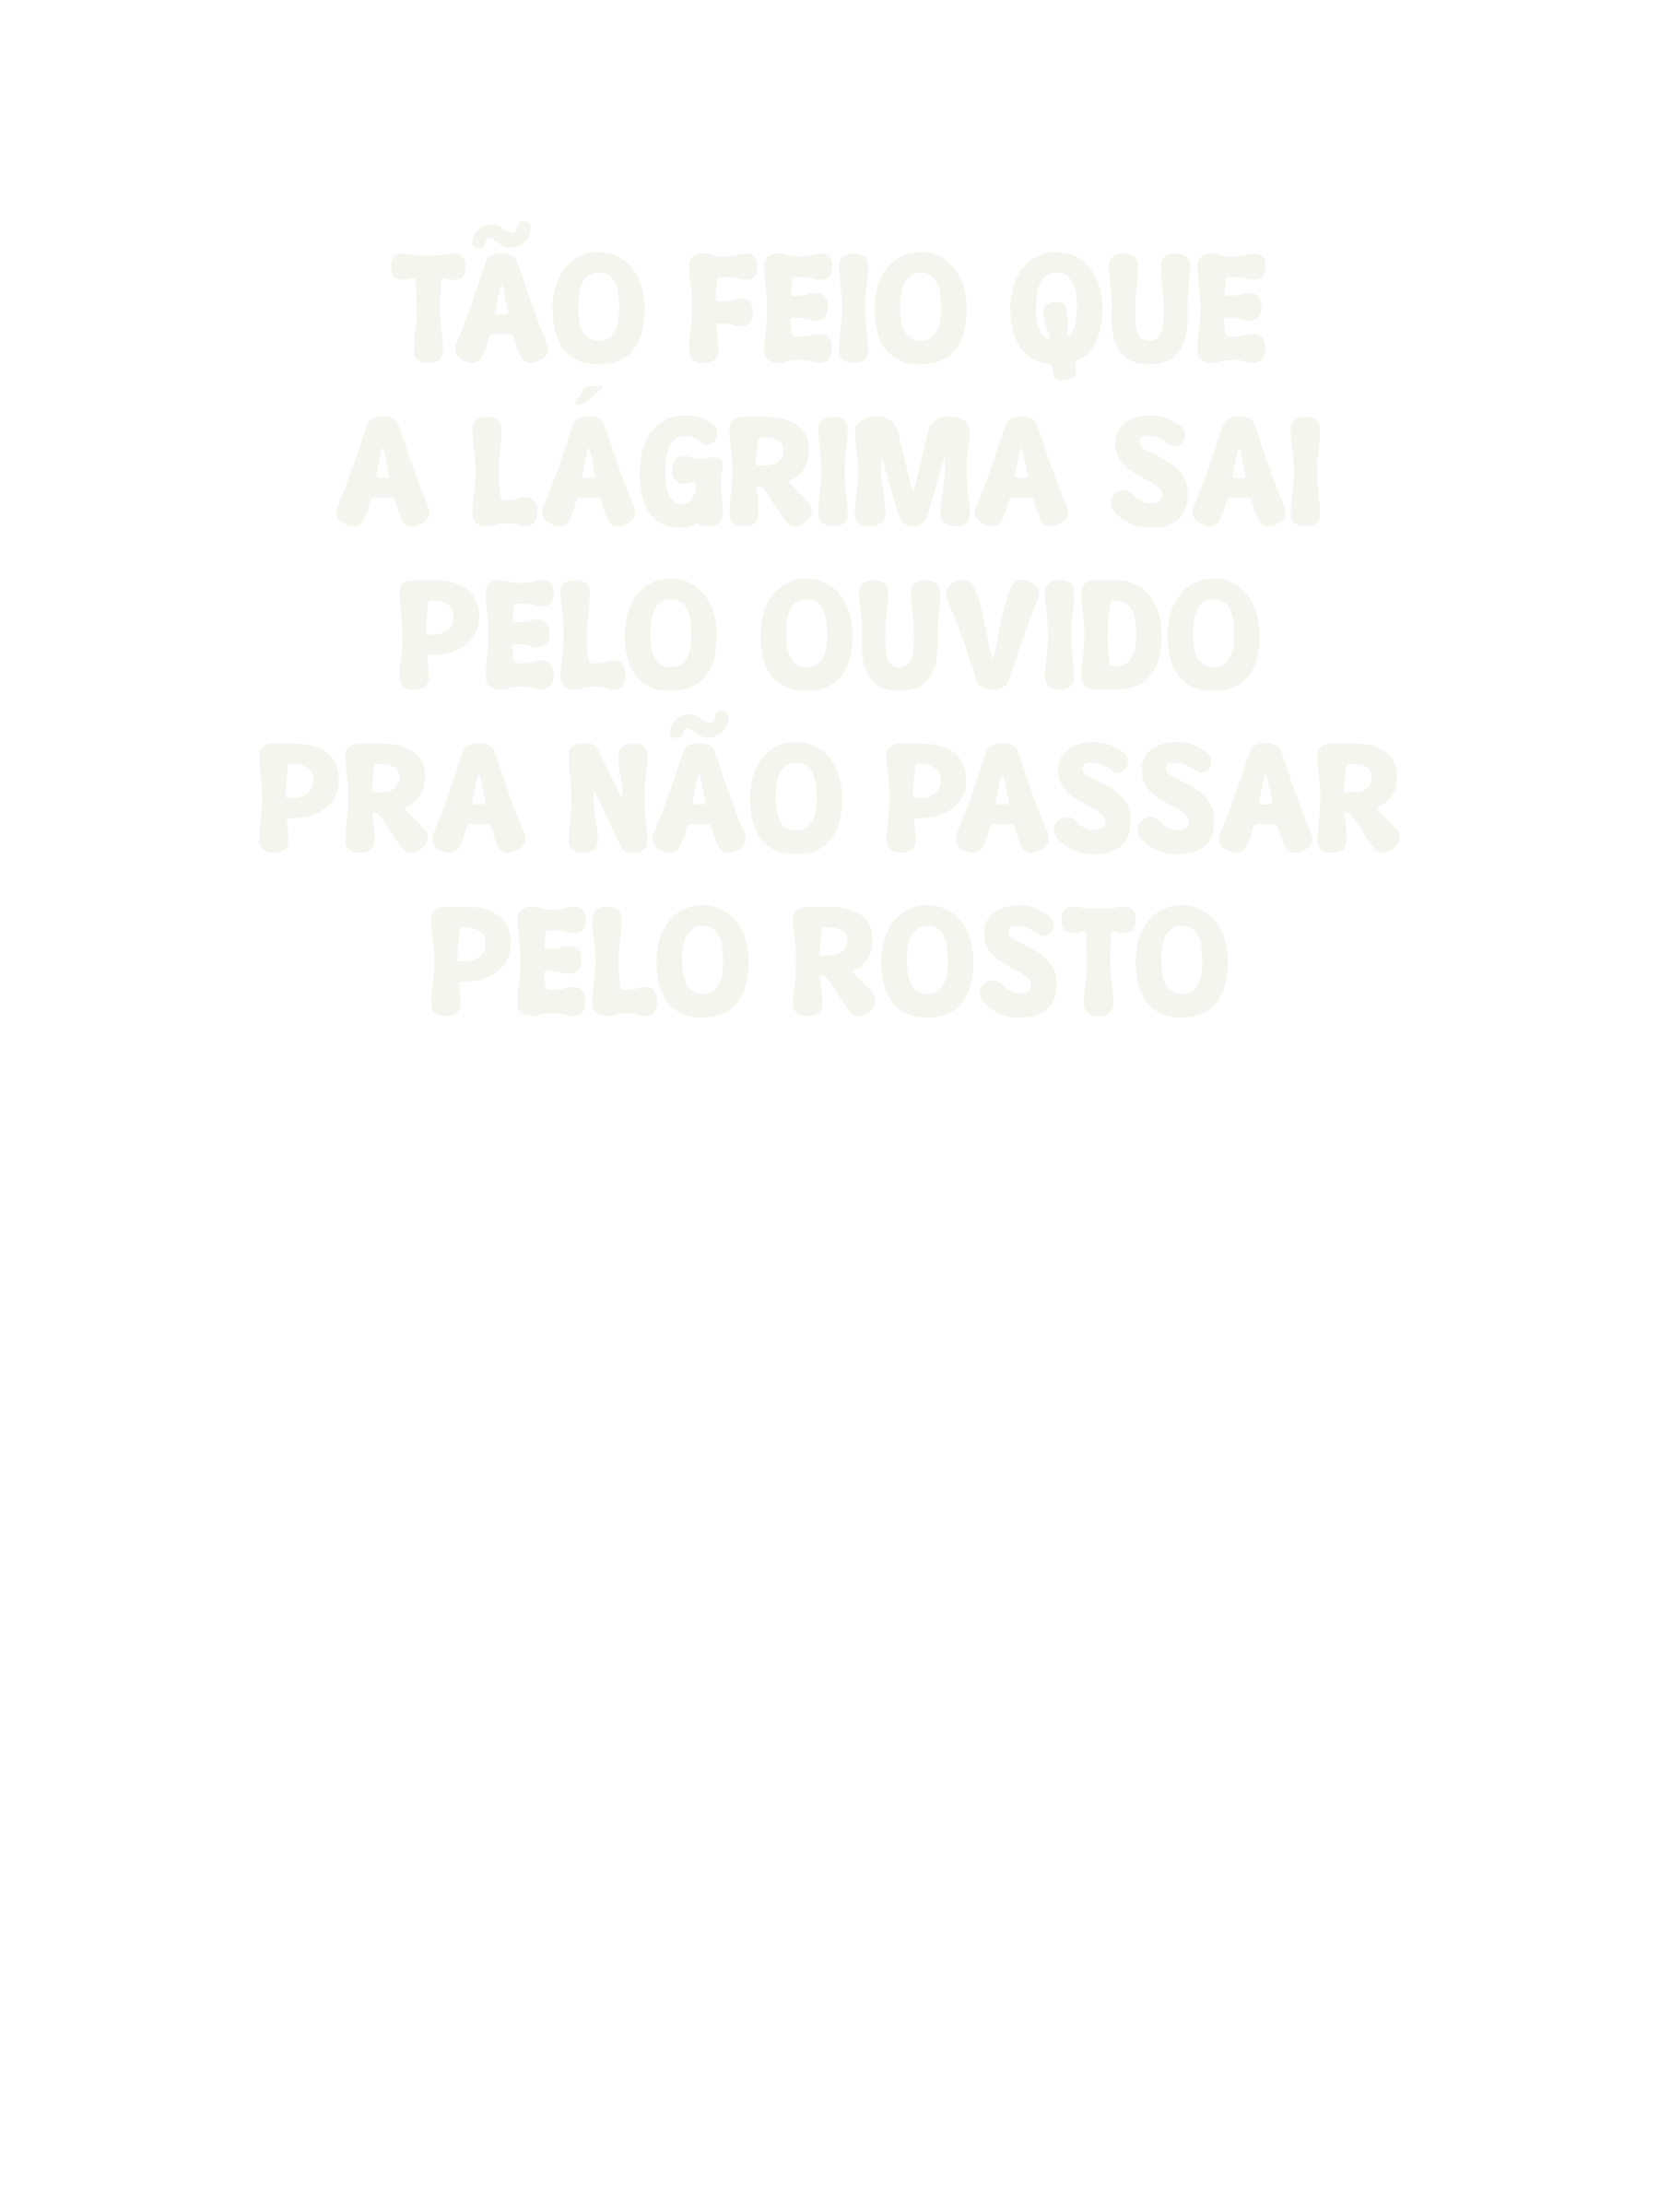 TÃO FEIO QUE
A LÁGRIMA SAI
PELO OUVIDO
PRA NÃO PASSAR
PELO ROSTO